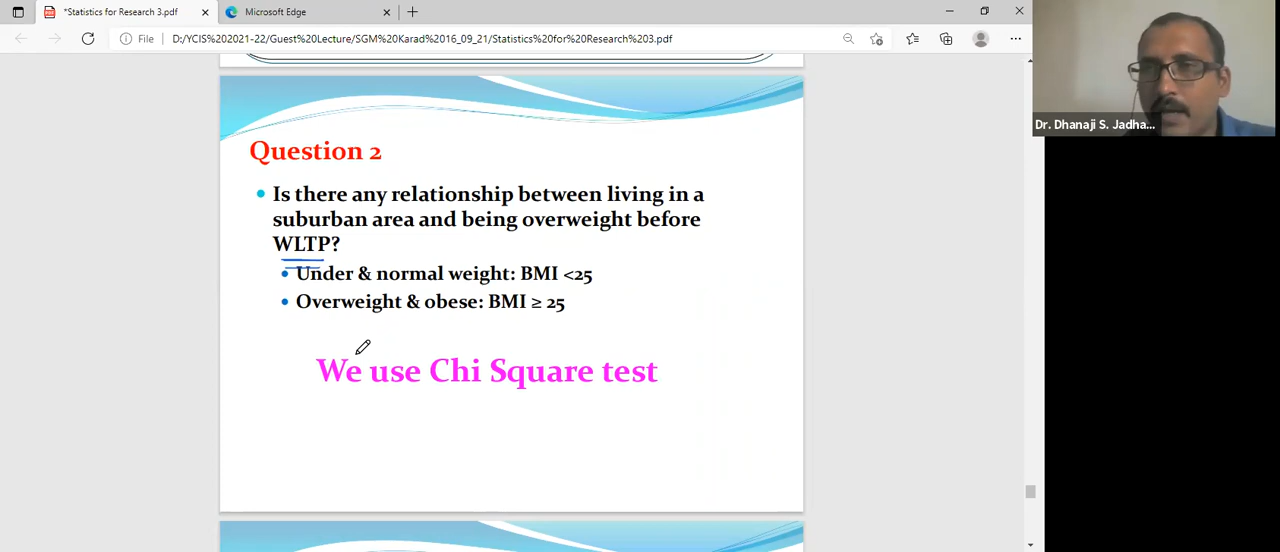 *Statistics for Research 3.pdf
Microsoft Edge
File
D:/YCIS%202021-22/Guest%20Lecture/SGM%20Karad%2016_09_21/Statistics%20for%20Research%203.pdf
Dr. Dhanaji S. Jadha...
Question 2
Is there any relationship between living in a
suburban area and being overweight before
WLTP?
Under & normal weight: BMI <25
Overweight & obese: BMI ≥ 25
We use Chi Square test